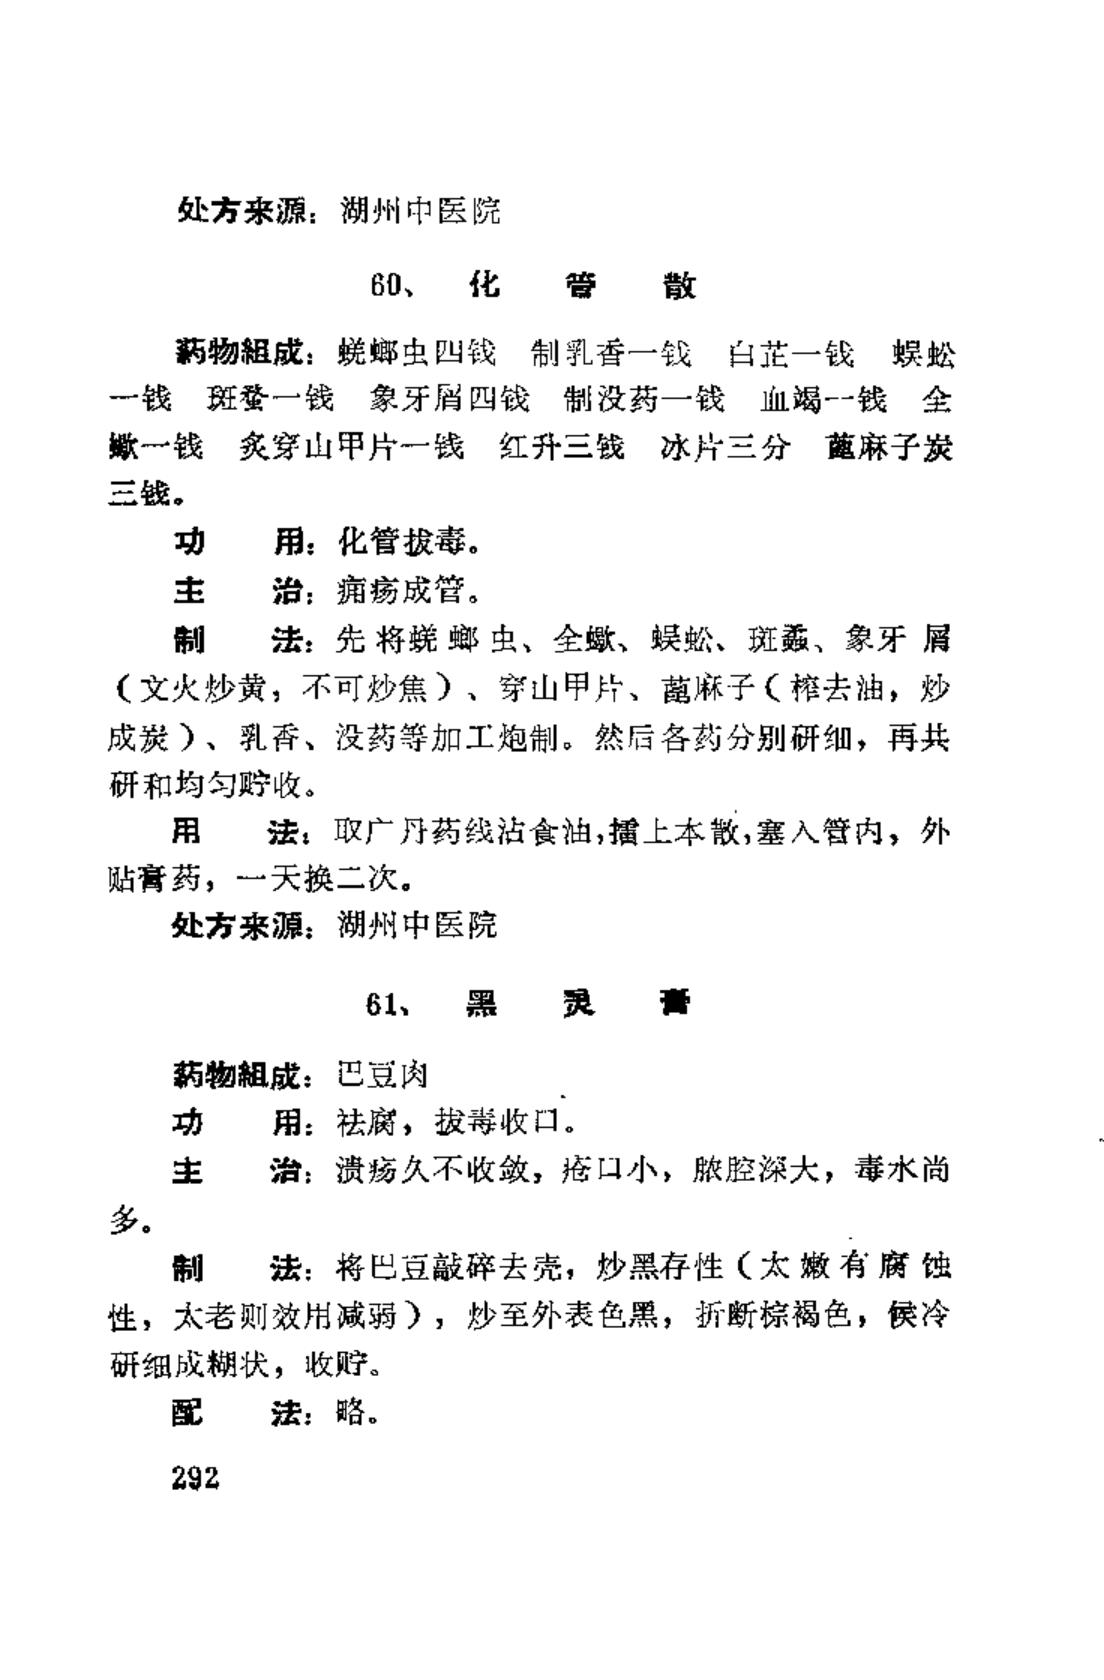 处方来源：湖州中医院
60、化管散
药物組成：蜣螂虫四钱 制乳香一钱 白芷一钱 蜈蚣
一钱 斑蝥一钱 象牙屑四钱 制没药一钱 血竭一钱 全
蠍一钱 炙穿山甲片一钱 红升三钱 冰片三分 蓖麻子炭
三钱。
功用：化管拔毒。
主治：痈疡成管。
制法：先将蜣螂虫、全蠍、蜈蚣、斑蝥、象牙屑
（文火炒黄，不可炒焦）、穿山甲片、蓖麻子（榨去油，炒
成炭）、乳香、没药等加工炮制。然后各药分别研细，再共
研和均匀贮收。
用法：取广丹药线沾食油，擂上本散，塞入管内，外
贴膏药，一天换二次。
处方来源：湖州中医院
61、黑灵膏
药物組成：巴豆肉
功用：祛腐，拔毒收口。
主治：溃疡久不收敛，疮口小，脓腔深大，毒水尚
多。
制法：将巴豆敲碎去壳，炒黑存性（太嫩有腐蚀
性，太老则效用减弱），炒至外表色黑，折断棕褐色，候冷
研细成糊状，收贮。
配法：略。
292